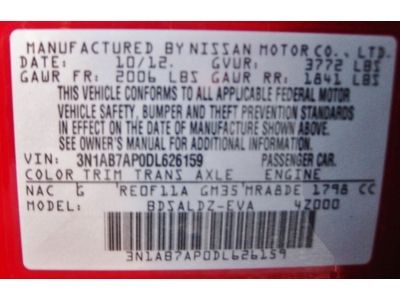 MANUFACTURED BY NISSAN MOTOR CO., LTD.
DATE: 10/12. GVWR: 3772 LBS
GAWR FR: 2006 LBS GAWR RR: 1841 LBS
THIS VEHICLE CONFORMS TO ALL APPLICABLE FEDERAL MOTOR
VEHICLE SAFETY, BUMPER AND THEFT PREVENTION STANDARDS
IN EFFECT ON THE DATE OF MANUFACTURE SHOWN ABOVE.
SEE OWNER'S MANUAL FOR ADDITIONAL INFORMATION
VIN: 3N1AB7AP0DL626159 PASSENGER CAR.
COLOR TRIM TRANS AXLE ENGINE
NAC G RE0F11A GM35 MRA8DE 1798 CC
MODEL: BDSALDZ-EVA 4Z000
3N1AB7AP0DL626159